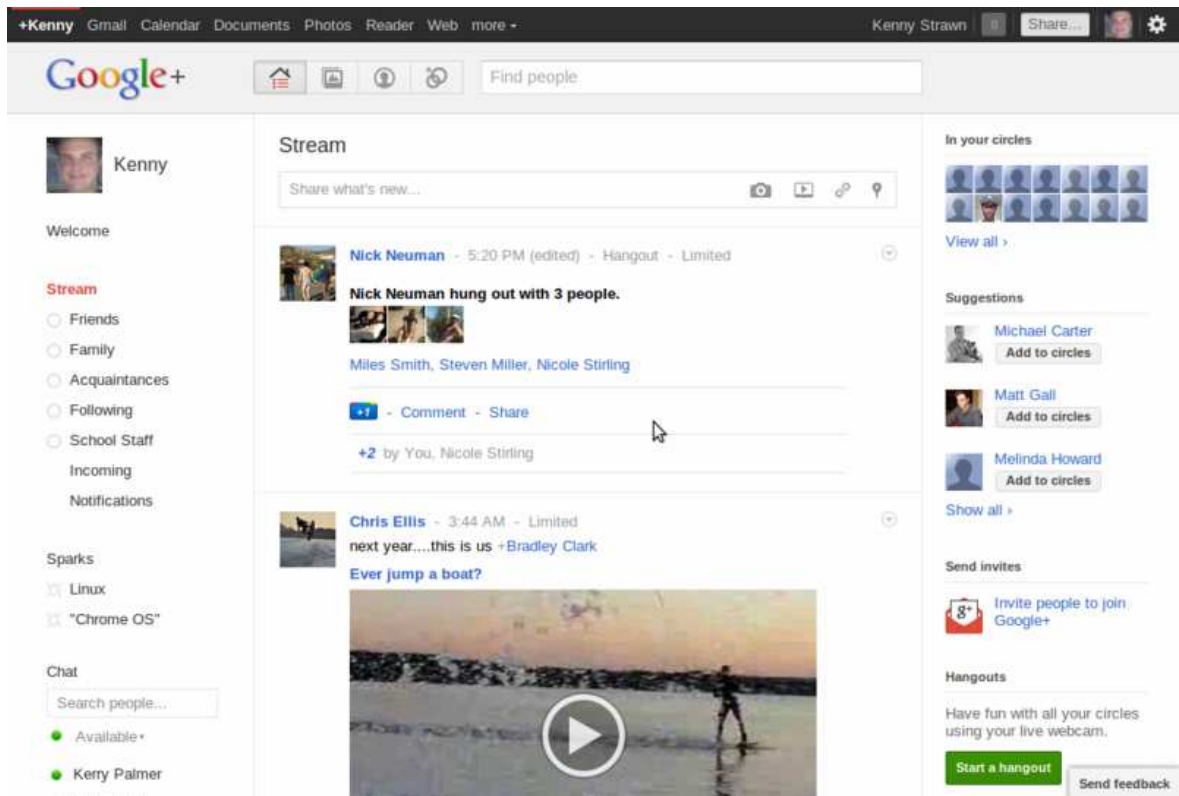 +Kenny Gmail Calendar Documents Photos Reader Web more
Kenny Strawn 0 Share...
Google+
Find people
Kenny
Welcome
Stream
Friends
Family
Acquaintances
Following
School Staff
Incoming
Notifications
Sparks
Linux
"Chrome OS"
Chat
Search people...
Available
Kerry Palmer
Stream
Share what's new...
Nick Neuman - 5:20 PM (edited) - Hangout - Limited
Nick Neuman hung out with 3 people.
Miles Smith, Steven Miller, Nicole Stirling
+1 - Comment - Share
+2 by You, Nicole Stirling
Chris Ellis - 3:44 AM - Limited
next year....this is us +Bradley Clark
Ever jump a boat?
In your circles
View all ›
Suggestions
Michael Carter
Add to circles
Matt Gall
Add to circles
Melinda Howard
Add to circles
Show all ›
Send invites
g+
Invite people to join
Google+
Hangouts
Have fun with all your circles
using your live webcam.
Start a hangout
Send feedback